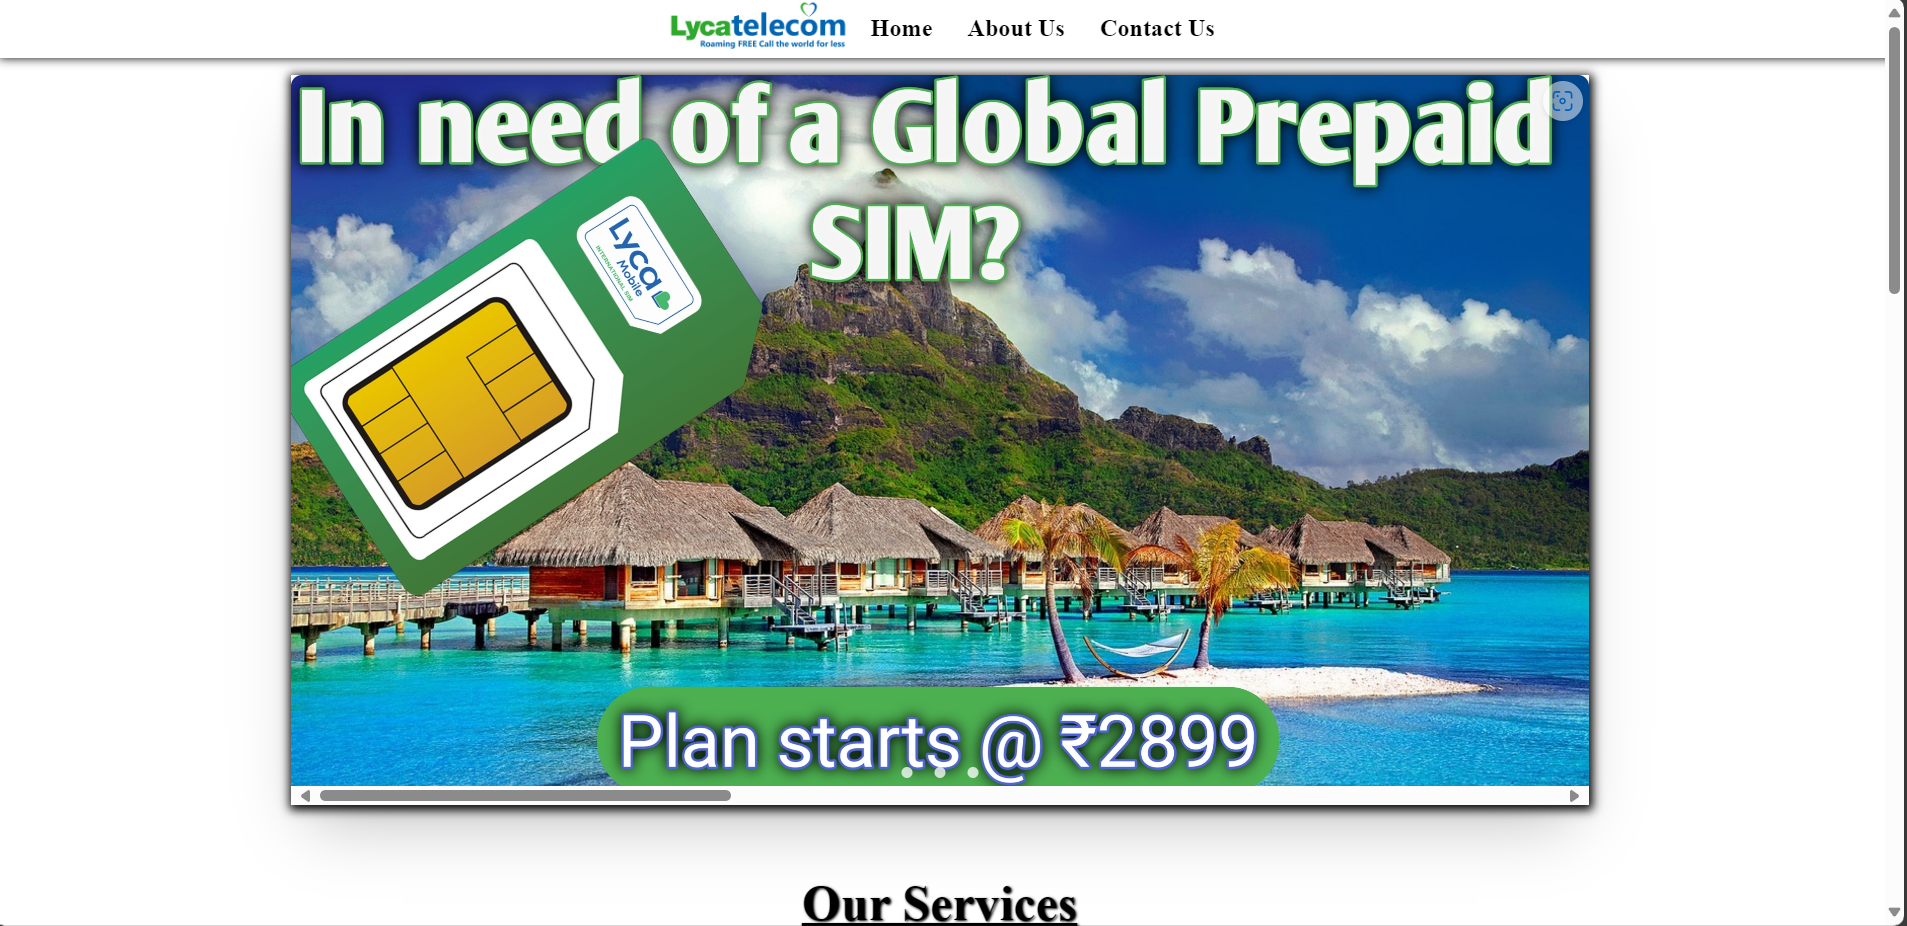 Lycatelecom
Roaming FREE Call the world for less
Home
About Us
Contact Us
In need of a Global Prepaid
SIM?
Lyca
Mobile
INTERNATIONAL SIM
Plan starts @ ₹2899
Our Services